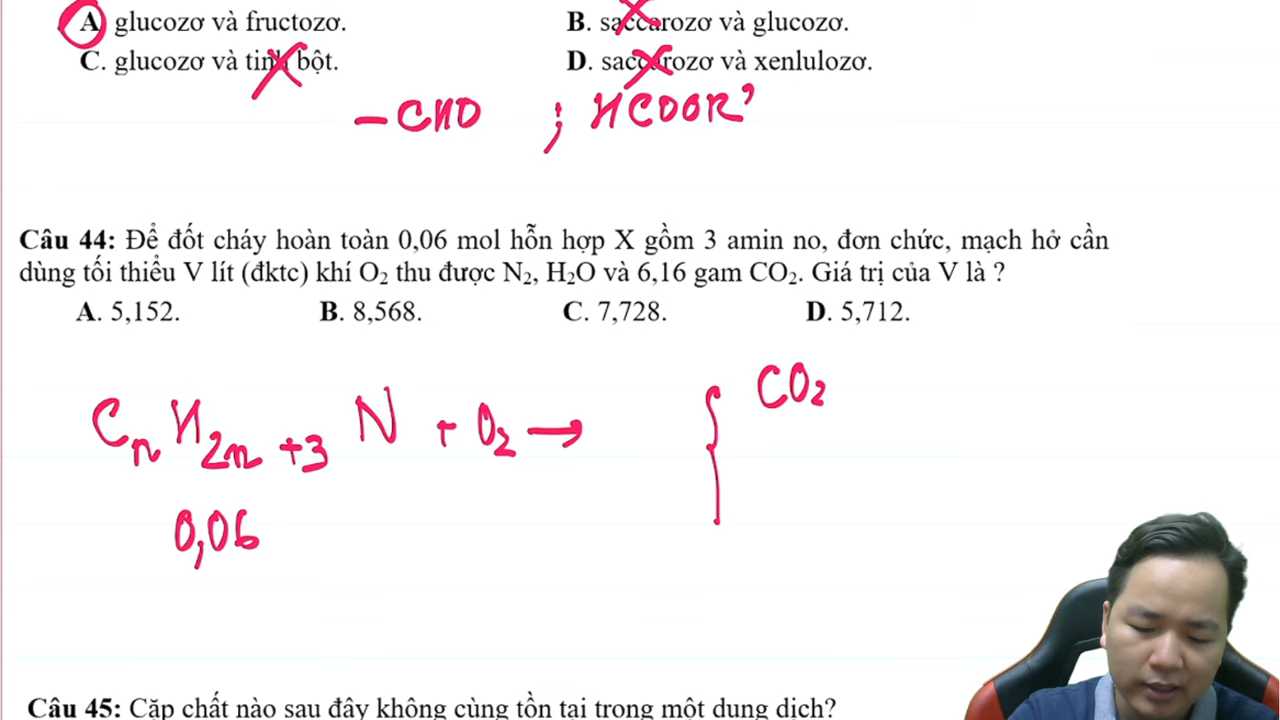 A. glucozơ và fructozơ. B. saccarozơ và glucozơ.
C. glucozơ và tinh bột. D. saccarozơ và xenlulozơ.
- CHO ; HCOOR'
Câu 44: Để đốt cháy hoàn toàn 0,06 mol hỗn hợp X gồm 3 amin no, đơn chức, mạch hở cần
dùng tối thiểu V lít (đktc) khí O₂ thu được N₂, H₂O và 6,16 gam CO₂. Giá trị của V là ?
A. 5,152. B. 8,568. C. 7,728. D. 5,712.
CₙH₂ₙ₊₃N + O₂ → { CO₂
0,06
Câu 45: Cặp chất nào sau đây không cùng tồn tại trong một dung dịch?